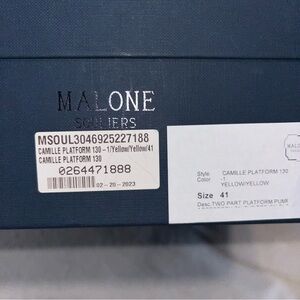 MALONE
SOULIERS
MSOUL3046925227188
CAMILLE PLATFORM 130 -1/Yellow/Yellow/41
CAMILLE PLATFORM 130
0264471888
02-20-2023
Style CAMILLE PLATFORM 130
Color -1
YELLOW/YELLOW
Size 41
Desc. TWO PART PLATFORM PUMP